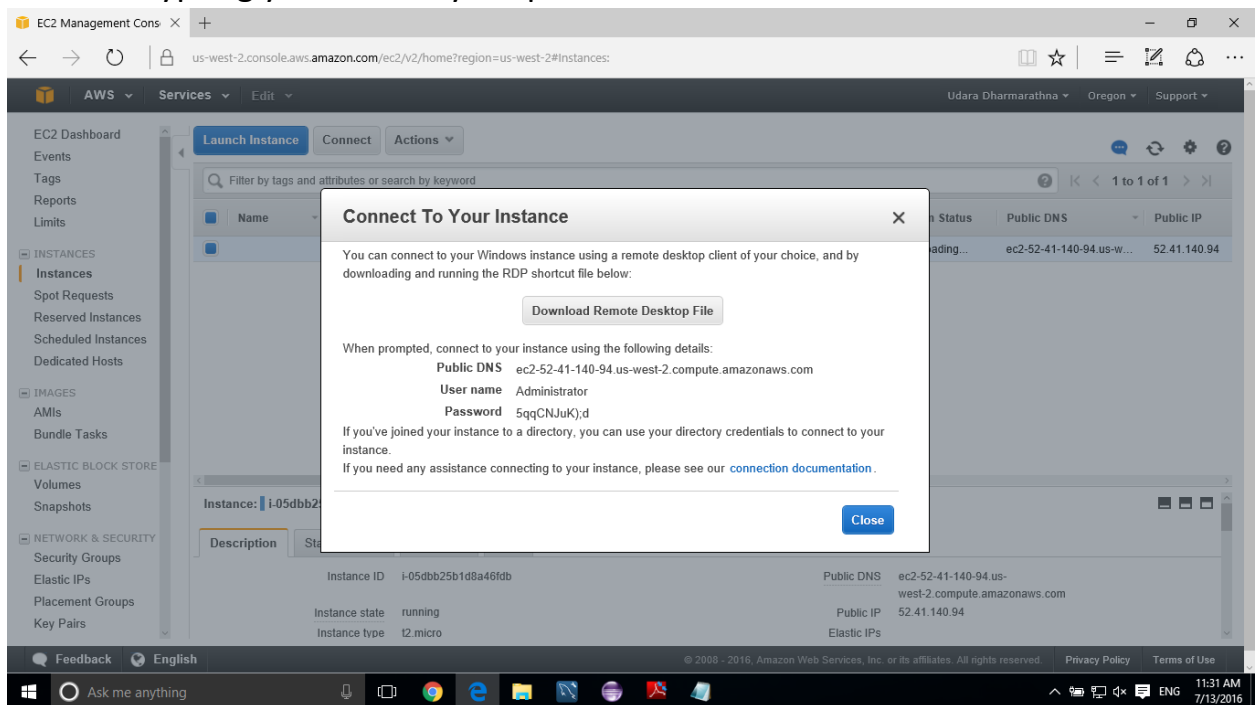 EC2 Management Cons
us-west-2.console.aws.amazon.com/ec2/v2/home?region=us-west-2#Instances:
AWS Services Edit Udara Dharmarathna Oregon Support
EC2 Dashboard
Events
Tags
Reports
Limits
INSTANCES
Instances
Spot Requests
Reserved Instances
Scheduled Instances
Dedicated Hosts
IMAGES
AMIs
Bundle Tasks
ELASTIC BLOCK STORE
Volumes
Snapshots
NETWORK & SECURITY
Security Groups
Elastic IPs
Placement Groups
Key Pairs
Launch Instance Connect Actions
Filter by tags and attributes or search by keyword 1 to 1 of 1
Name Status Public DNS Public IP
ec2-52-41-140-94.us-w... 52.41.140.94
Connect To Your Instance
You can connect to your Windows instance using a remote desktop client of your choice, and by
downloading and running the RDP shortcut file below:
Download Remote Desktop File
When prompted, connect to your instance using the following details:
Public DNS ec2-52-41-140-94.us-west-2.compute.amazonaws.com
User name Administrator
Password 5qqCNJuK);d
If you've joined your instance to a directory, you can use your directory credentials to connect to your
instance.
If you need any assistance connecting to your instance, please see our connection documentation.
Close
Instance: i-05dbb2
Description
Instance ID i-05dbb25b1d8a46fdb Public DNS ec2-52-41-140-94.us-
west-2.compute.amazonaws.com
Instance state running Public IP 52.41.140.94
Instance type t2.micro Elastic IPs
Feedback English © 2008 - 2016, Amazon Web Services, Inc. or its affiliates. All rights reserved. Privacy Policy Terms of Use
Ask me anything ENG 11:31 AM
7/13/2016